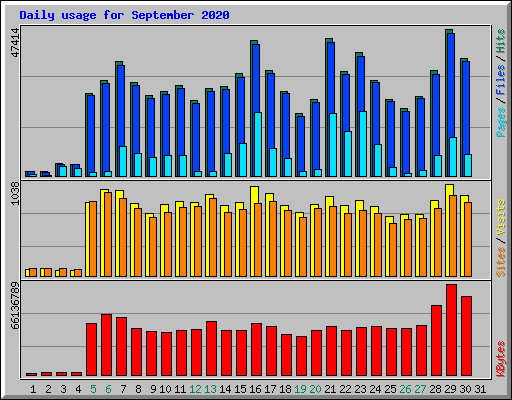 Daily usage for September 2020
47414
Pages/Files/Hits
1038
Sites/Visits
66136789
KBytes
1 2 3 4 5 6 7 8 9 10 11 12 13 14 15 16 17 18 19 20 21 22 23 24 25 26 27 28 29 30 31